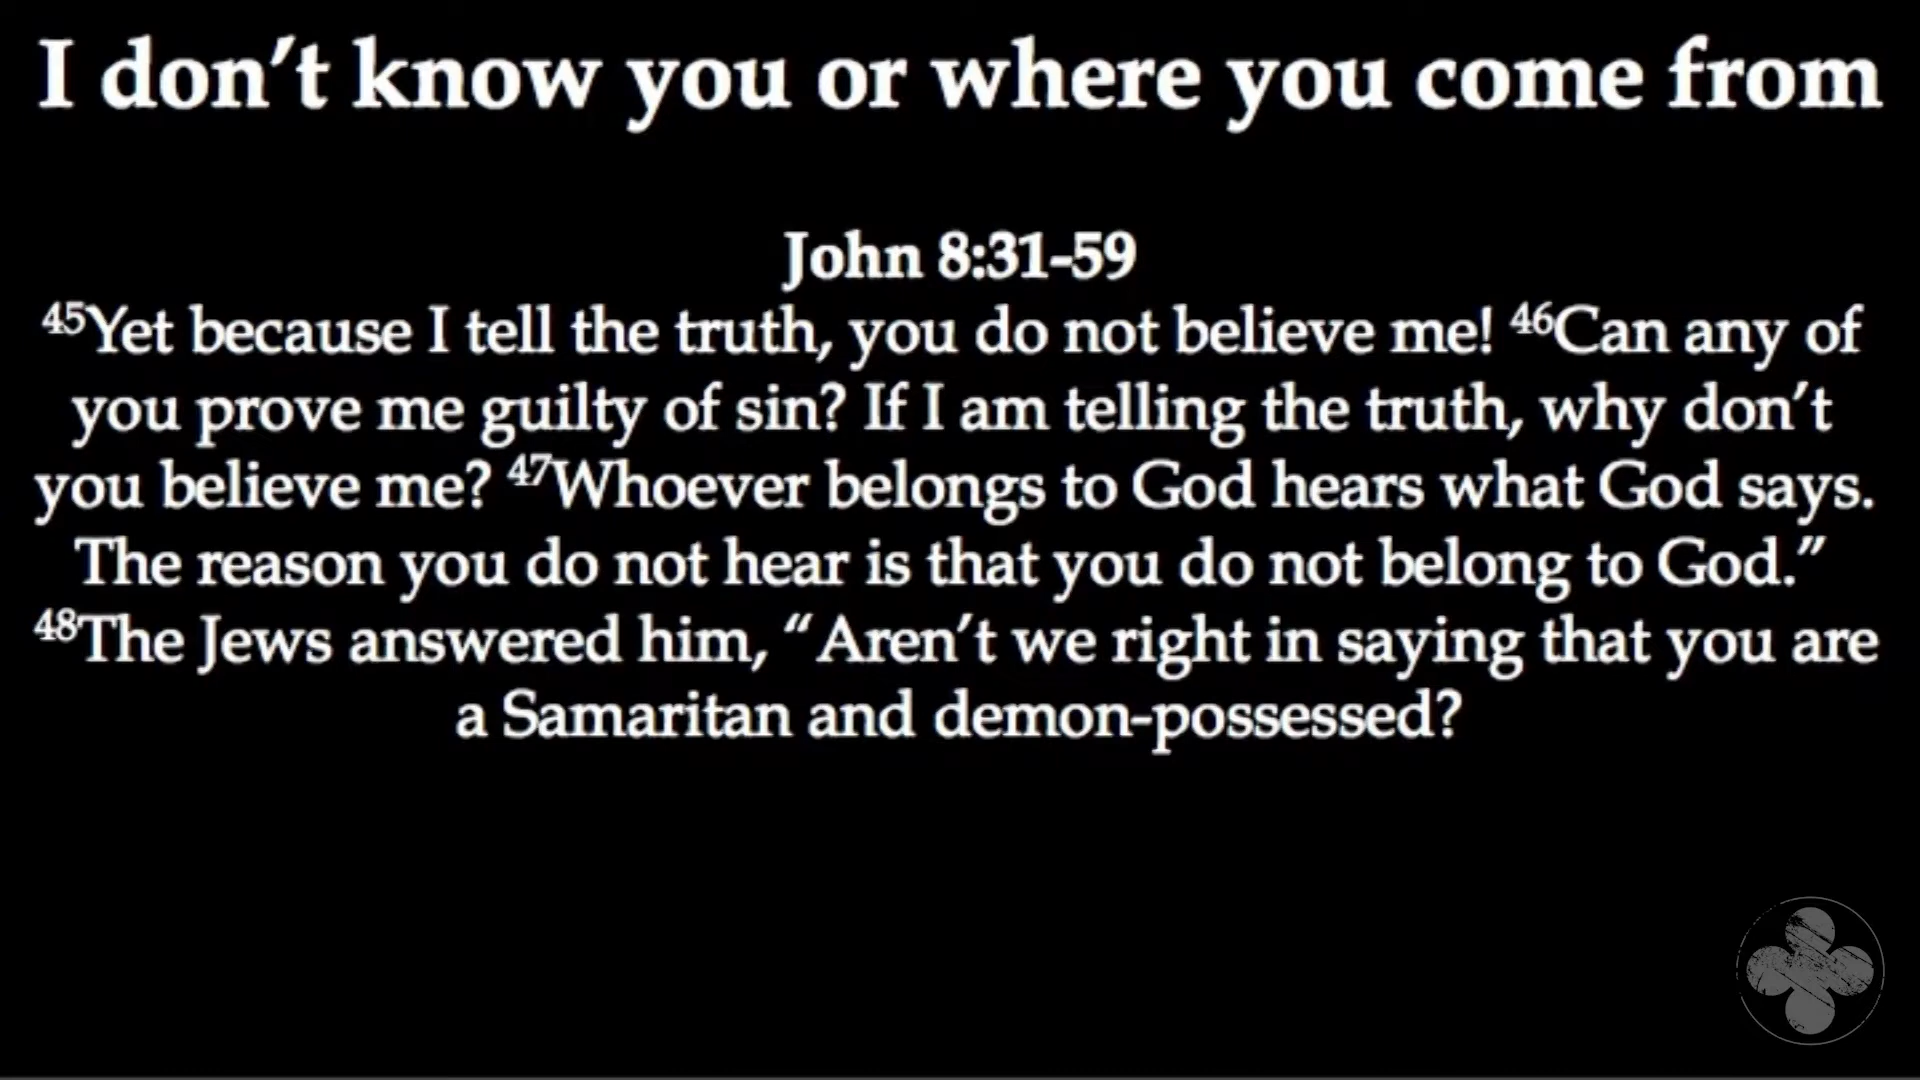 I don’t know you or where you come from
John 8:31-59
⁴⁵Yet because I tell the truth, you do not believe me! ⁴⁶Can any of
you prove me guilty of sin? If I am telling the truth, why don’t
you believe me? ⁴⁷Whoever belongs to God hears what God says.
The reason you do not hear is that you do not belong to God.”
⁴⁸The Jews answered him, “Aren’t we right in saying that you are
a Samaritan and demon-possessed?